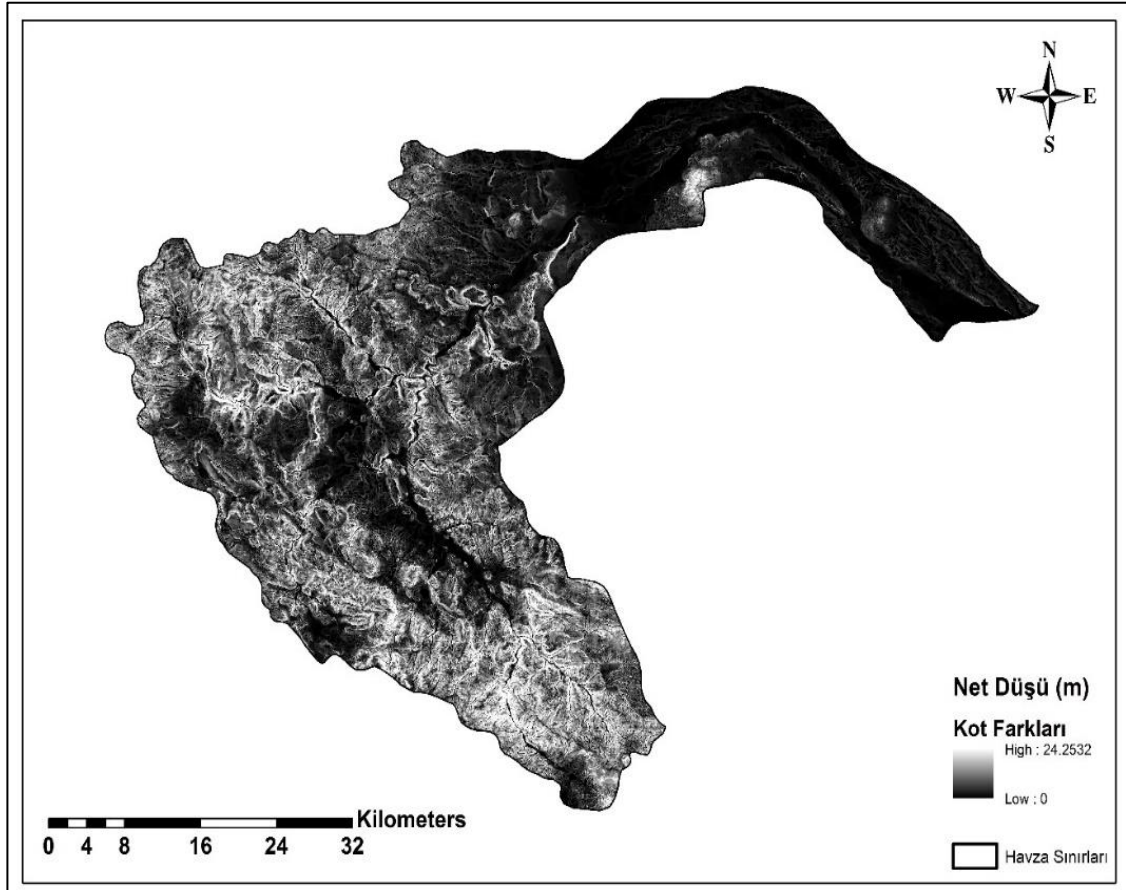 N
W E
S
Net Düşü (m)
Kot Farkları
High : 24.2532
Low : 0
Havza Sınırları
Kilometers
0 4 8 16 24 32